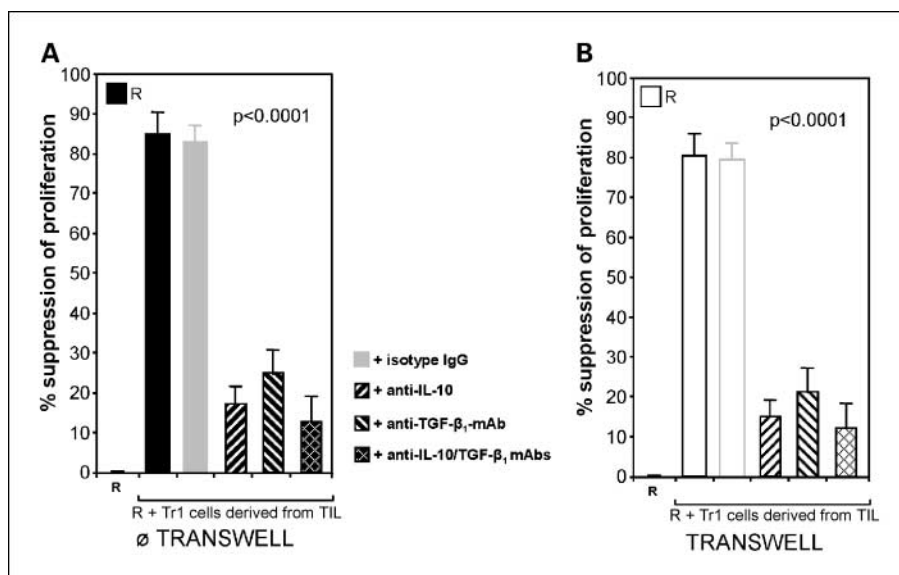 A
% suppression of proliferation
100
90
80
70
60
50
40
30
20
10
0
R
p<0.0001
R
R + Tr1 cells derived from TIL
ø TRANSWELL
+ isotype IgG
+ anti-IL-10
+ anti-TGF-β₁-mAb
+ anti-IL-10/TGF-β₁ mAbs
B
% suppression of proliferation
100
90
80
70
60
50
40
30
20
10
0
R
p<0.0001
R
R + Tr1 cells derived from TIL
TRANSWELL